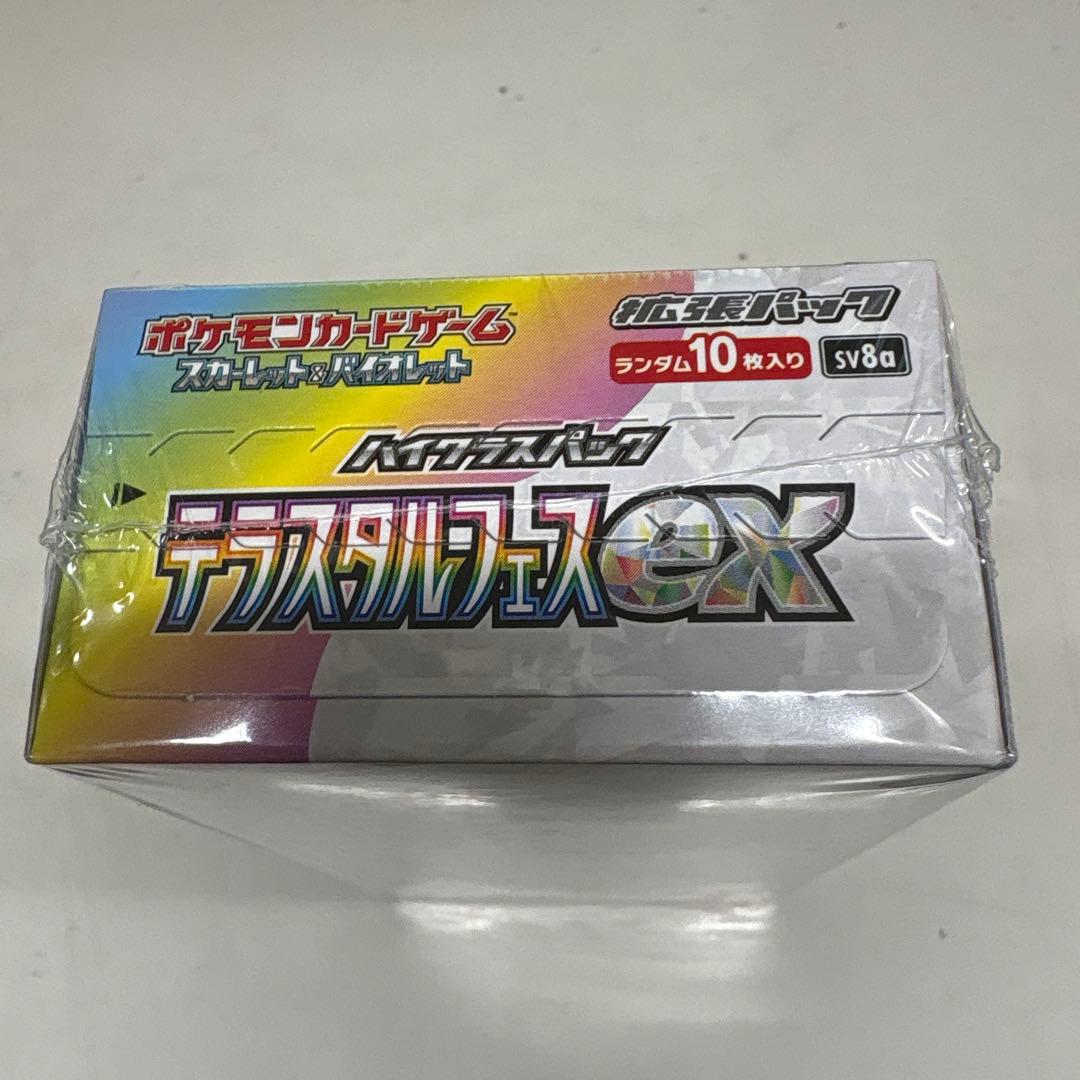 ポケモンカードゲーム™
スカーレット&バイオレット
拡張パック
ランダム10枚入り
sv8a
ハイクラスパック
テラスタルフェスex